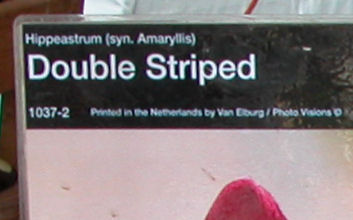 Hippeastrum (syn. Amaryllis)
Double Striped
1037-2 Printed in the Netherlands by Van Elburg / Photo Visions ©